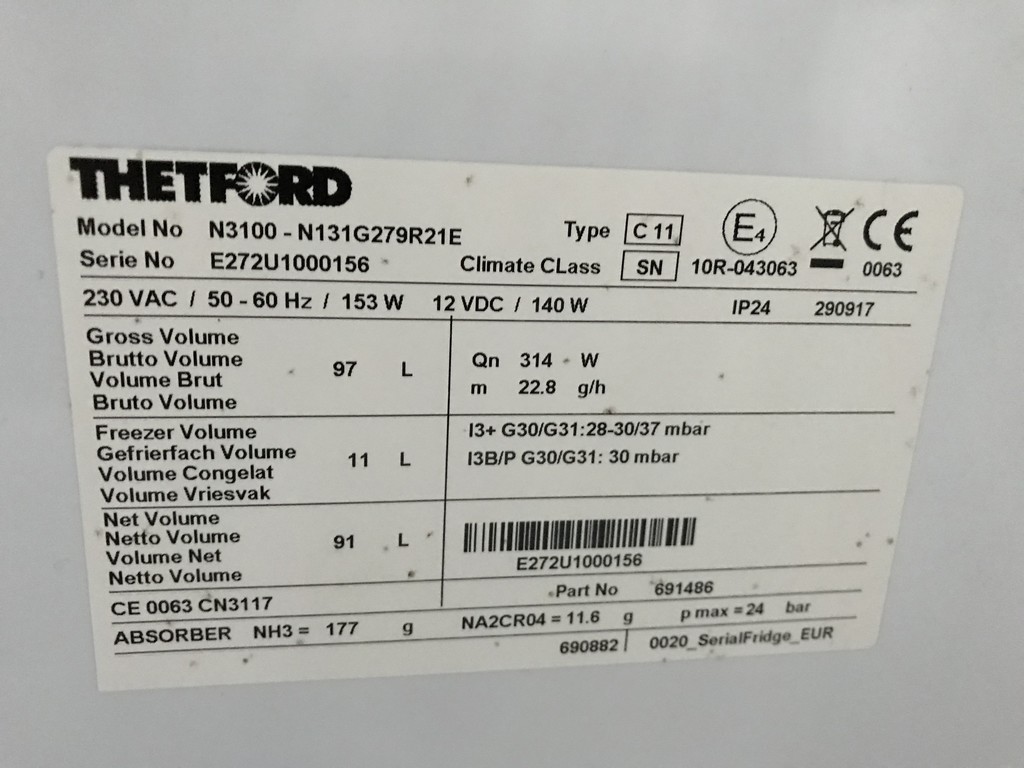 THETFORD
Model No N3100 - N131G279R21E Type C 11 E4 CE
Serie No E272U1000156 Climate CLass SN 10R-043063 0063
230 VAC / 50 - 60 Hz / 153 W 12 VDC / 140 W IP24 290917
Gross Volume
Brutto Volume
Volume Brut
Bruto Volume
97 L
Qn 314 W
m 22.8 g/h
Freezer Volume
Gefrierfach Volume
Volume Congelat
Volume Vriesvak
11 L
I3+ G30/G31:28-30/37 mbar
I3B/P G30/G31: 30 mbar
Net Volume
Netto Volume
Volume Net
Netto Volume
91 L
E272U1000156
CE 0063 CN3117 Part No 691486
ABSORBER NH3 = 177 g NA2CR04 = 11.6 g p max = 24 bar
690882 0020_SerialFridge_EUR